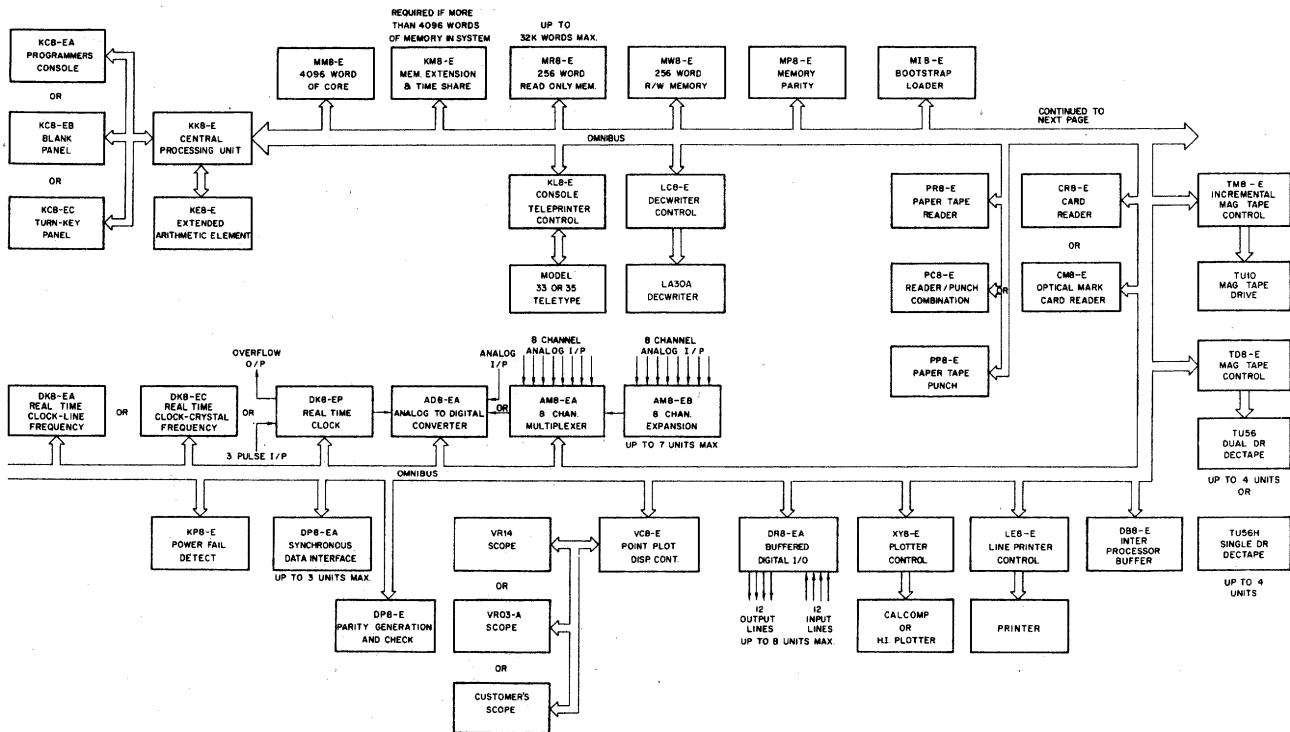 REQUIRED IF MORE
THAN 4096 WORDS
OF MEMORY IN SYSTEM
UP TO
32K WORDS MAX.
KC8-EA
PROGRAMMERS
CONSOLE
OR
KC8-EB
BLANK
PANEL
OR
KC8-EC
TURN-KEY
PANEL
KK8-E
CENTRAL
PROCESSING UNIT
KE8-E
EXTENDED
ARITHMETIC ELEMENT
MM8-E
4096 WORD
OF CORE
KM8-E
MEM. EXTENSION
& TIME SHARE
MR8-E
256 WORD
READ ONLY MEM.
MW8-E
256 WORD
R/W MEMORY
MP8-E
MEMORY
PARITY
MI8-E
BOOTSTRAP
LOADER
CONTINUED TO
NEXT PAGE
OMNIBUS
KL8-E
CONSOLE
TELEPRINTER
CONTROL
MODEL
33 OR 35
TELETYPE
LC8-E
DECWRITER
CONTROL
LA30A
DECWRITER
PR8-E
PAPER TAPE
READER
PC8-E
READER/PUNCH
COMBINATION
OR
PP8-E
PAPER TAPE
PUNCH
CR8-E
CARD
READER
OR
CM8-E
OPTICAL MARK
CARD READER
TM8-E
INCREMENTAL
MAG TAPE
CONTROL
TU10
MAG TAPE
DRIVE
TD8-E
MAG TAPE
CONTROL
TU56
DUAL DR
DECTAPE
UP TO 4 UNITS
OR
TU56H
SINGLE DR
DECTAPE
UP TO 4
UNITS
DK8-EA
REAL TIME
CLOCK-LINE
FREQUENCY
OR
DK8-EC
REAL TIME
CLOCK-CRYSTAL
FREQUENCY
OR
OVERFLOW
O/P
DK8-EP
REAL TIME
CLOCK
3 PULSE I/P
AD8-EA
ANALOG TO DIGITAL
CONVERTER
ANALOG
I/P
OR
8 CHANNEL
ANALOG I/P
AM8-EA
8 CHAN.
MULTIPLEXER
8 CHANNEL
ANALOG I/P
AM8-EB
8 CHAN.
EXPANSION
UP TO 7 UNITS MAX
OMNIBUS
KP8-E
POWER FAIL
DETECT
DP8-EA
SYNCHRONOUS
DATA INTERFACE
UP TO 3 UNITS MAX.
DP8-E
PARITY GENERATION
AND CHECK
VR14
SCOPE
OR
VR03-A
SCOPE
OR
CUSTOMER'S
SCOPE
VC8-E
POINT PLOT
DISP. CONT.
DR8-EA
BUFFERED
DIGITAL I/O
12
OUTPUT
LINES
12
INPUT
LINES
UP TO 8 UNITS MAX.
XY8-E
PLOTTER
CONTROL
CALCOMP
OR
H.I. PLOTTER
LE8-E
LINE PRINTER
CONTROL
PRINTER
DB8-E
INTER
PROCESSOR
BUFFER